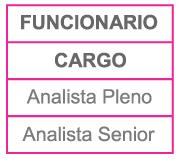 FUNCIONARIO
CARGO
Analista Pleno
Analista Senior